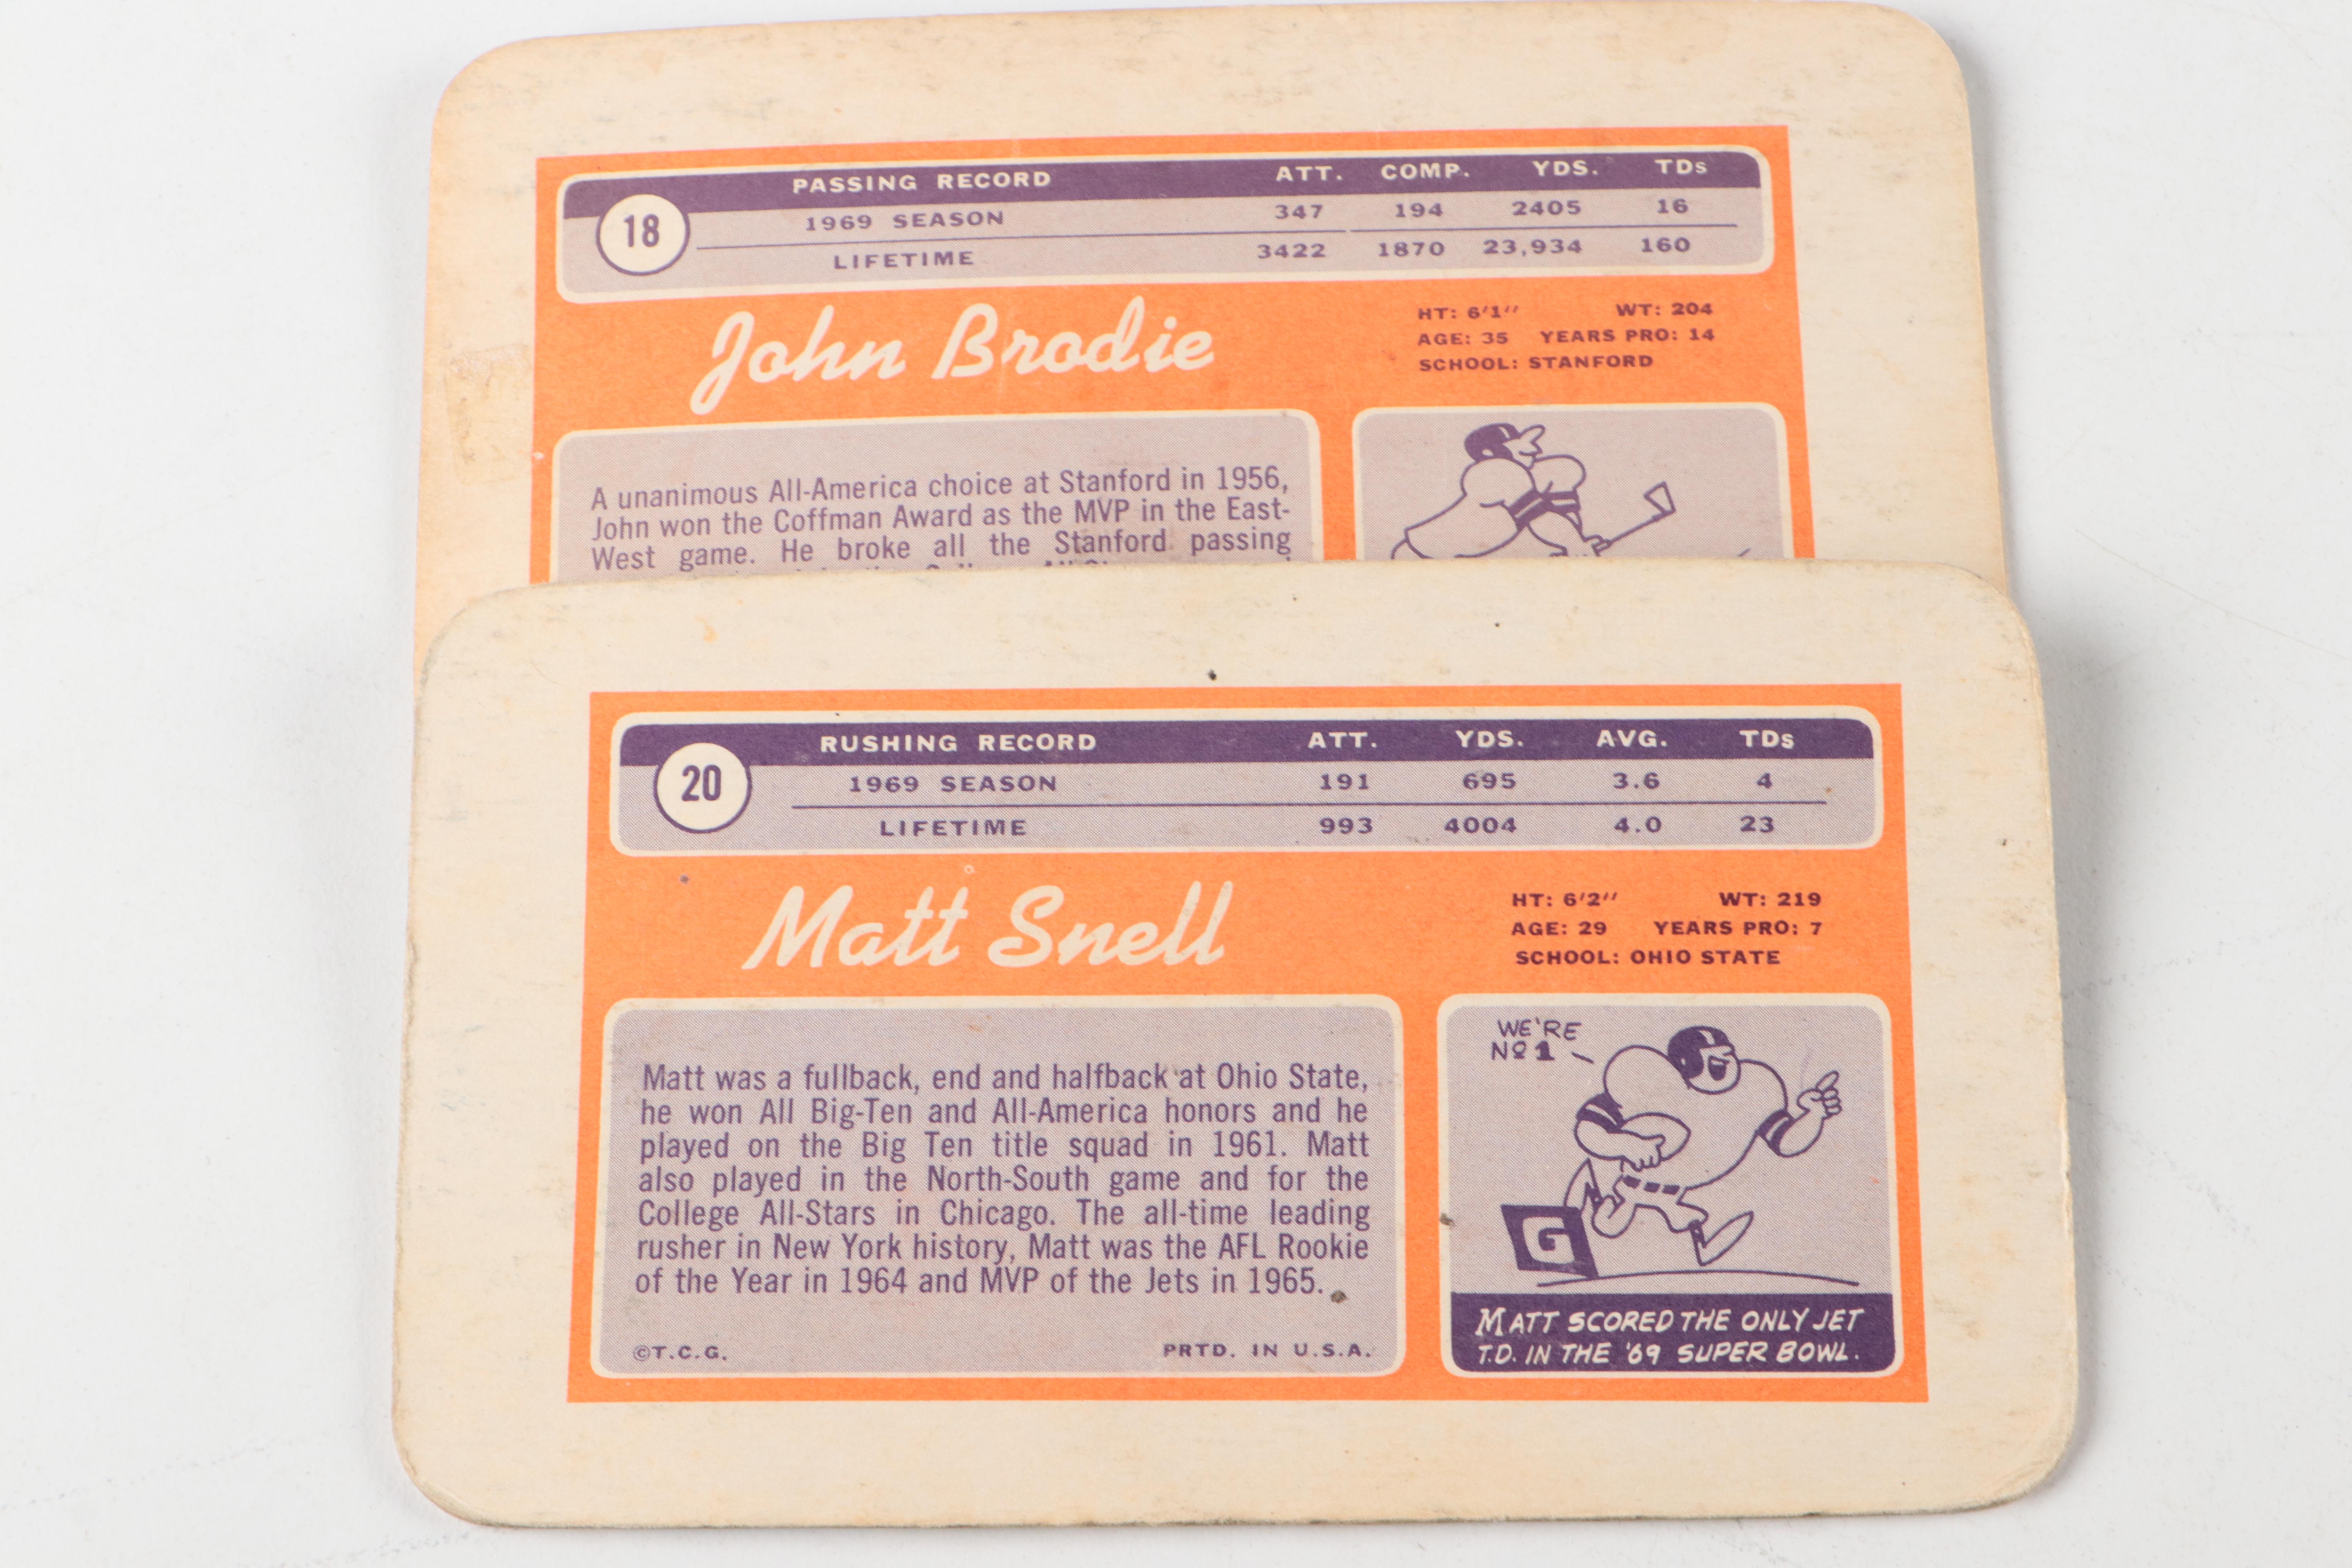 PASSING RECORD ATT. COMP. YDS. TDs
18 1969 SEASON 347 194 2405 16
LIFETIME 3422 1870 23,934 160
John Brodie
HT: 6'1" WT: 204
AGE: 35 YEARS PRO: 14
SCHOOL: STANFORD
A unanimous All-America choice at Stanford in 1956,
John won the Coffman Award as the MVP in the East-
West game. He broke all the Stanford passing
RUSHING RECORD ATT. YDS. AVG. TDs
20 1969 SEASON 191 695 3.6 4
LIFETIME 993 4004 4.0 23
Matt Snell
HT: 6'2" WT: 219
AGE: 29 YEARS PRO: 7
SCHOOL: OHIO STATE
Matt was a fullback, end and halfback at Ohio State,
he won All Big-Ten and All-America honors and he
played on the Big Ten title squad in 1961. Matt
also played in the North-South game and for the
College All-Stars in Chicago. The all-time leading
rusher in New York history, Matt was the AFL Rookie
of the Year in 1964 and MVP of the Jets in 1965.
©T.C.G. PRTD. IN U.S.A.
WE'RE
Nº 1
G
MATT SCORED THE ONLY JET
T.D. IN THE '69 SUPER BOWL.